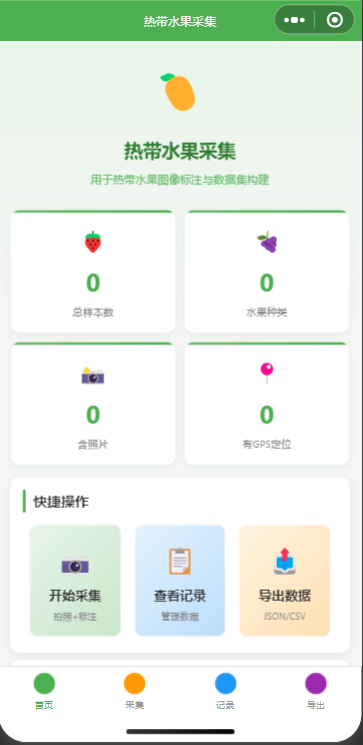 热带水果采集
热带水果采集
用于热带水果图像标注与数据集构建
0
总样本数
0
水果种类
0
含照片
0
有GPS定位
快捷操作
开始采集
拍照+标注
查看记录
管理数据
导出数据
JSON/CSV
首页
采集
记录
导出